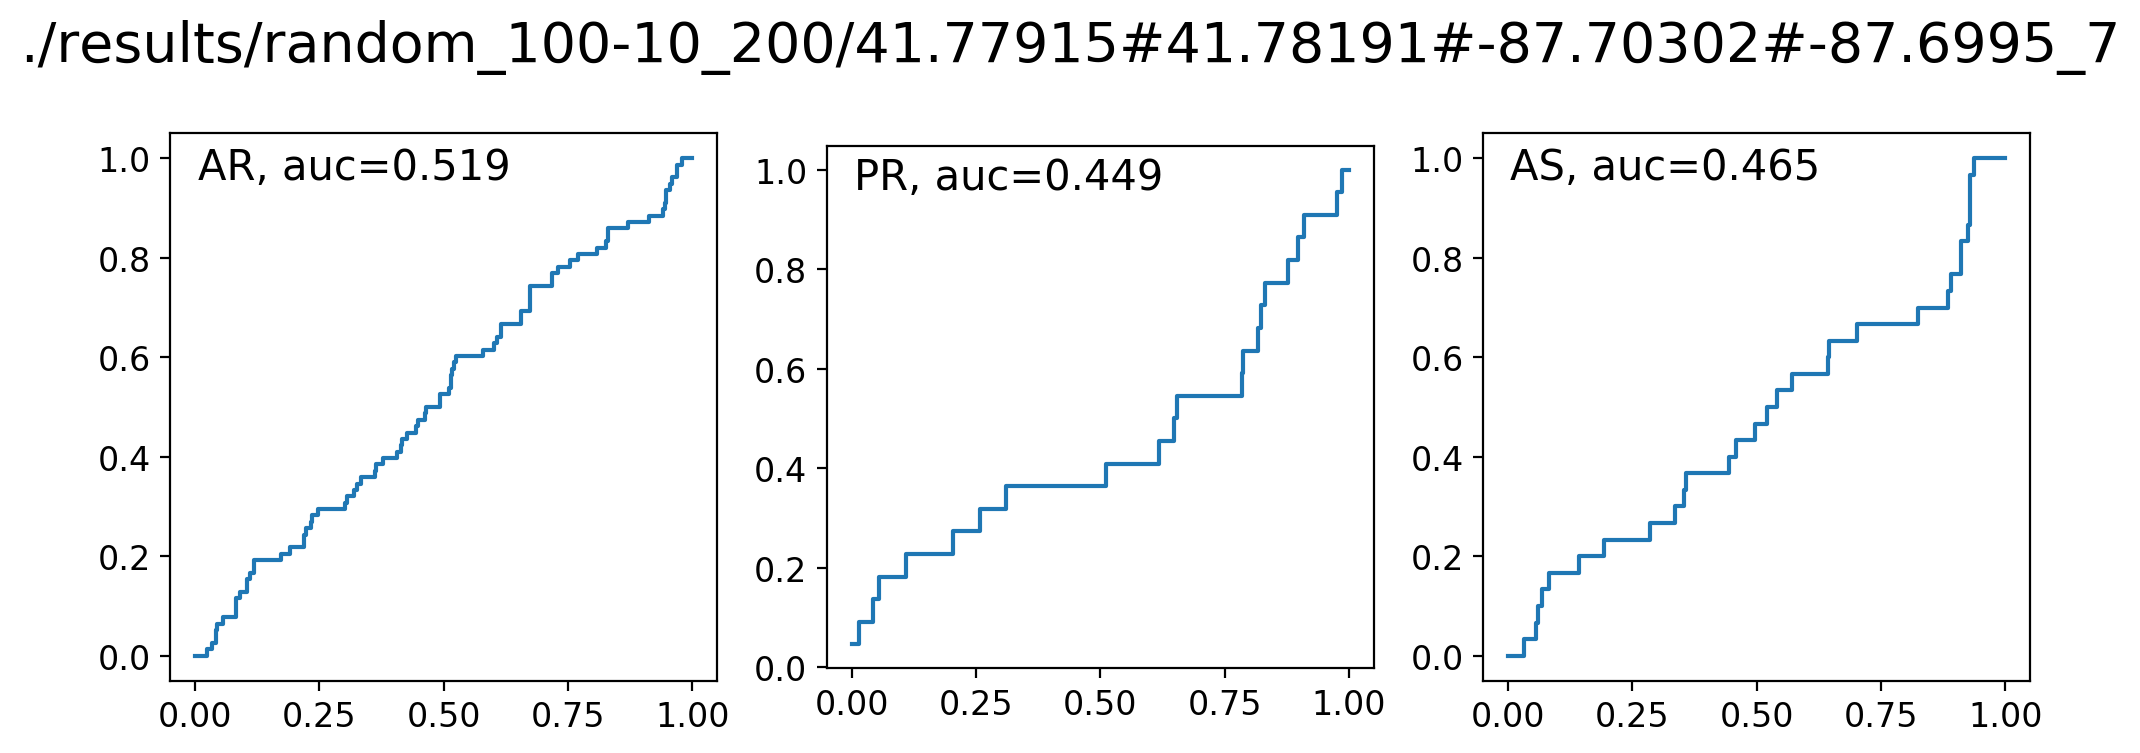 ./results/random_100-10_200/41.77915#41.78191#-87.70302#-87.6995_7
AR, auc=0.519
1.0
0.8
0.6
0.4
0.2
0.0
0.00 0.25 0.50 0.75 1.00
PR, auc=0.449
1.0
0.8
0.6
0.4
0.2
0.0
0.00 0.25 0.50 0.75 1.00
AS, auc=0.465
1.0
0.8
0.6
0.4
0.2
0.0
0.00 0.25 0.50 0.75 1.00